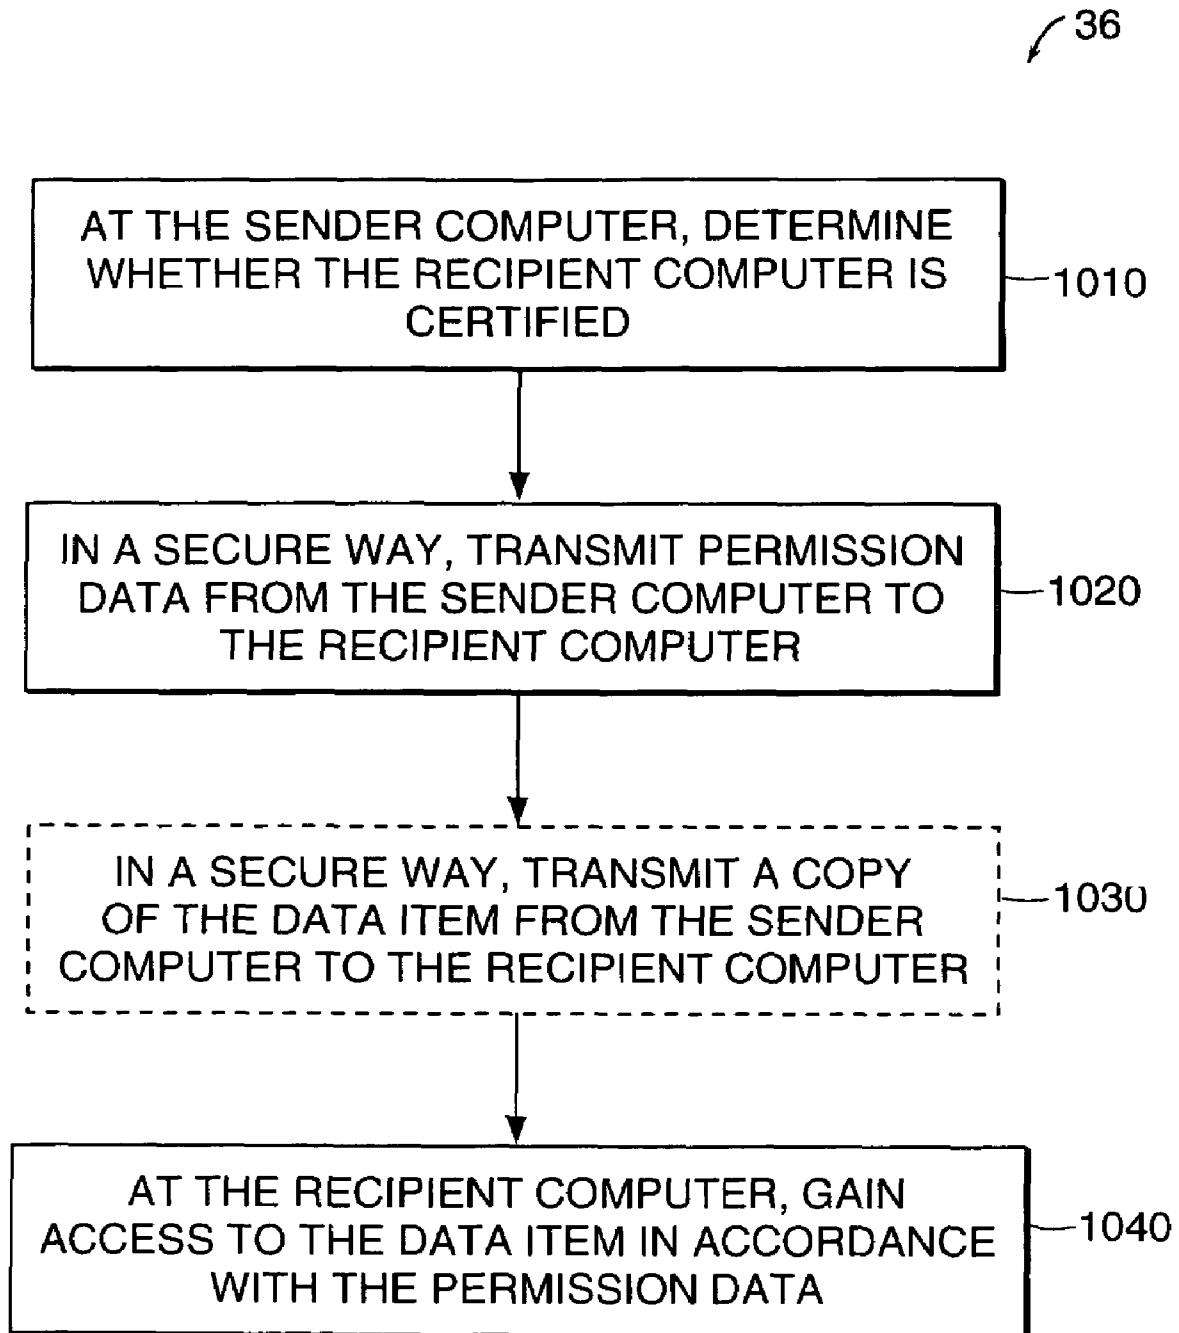 36
AT THE SENDER COMPUTER, DETERMINE
WHETHER THE RECIPIENT COMPUTER IS
CERTIFIED
1010
IN A SECURE WAY, TRANSMIT PERMISSION
DATA FROM THE SENDER COMPUTER TO
THE RECIPIENT COMPUTER
1020
IN A SECURE WAY, TRANSMIT A COPY
OF THE DATA ITEM FROM THE SENDER
COMPUTER TO THE RECIPIENT COMPUTER
1030
AT THE RECIPIENT COMPUTER, GAIN
ACCESS TO THE DATA ITEM IN ACCORDANCE
WITH THE PERMISSION DATA
1040